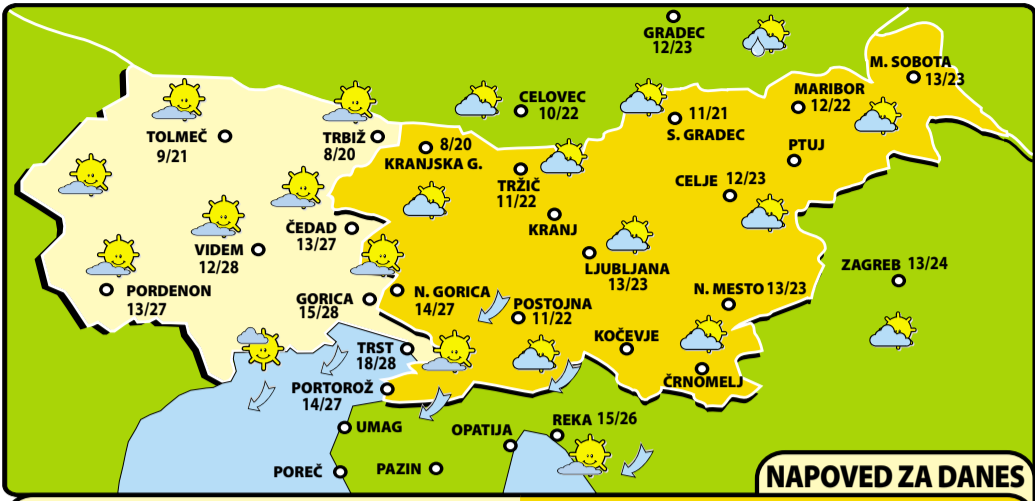 GRADEC
12/23
M. SOBOTA
13/23
MARIBOR
12/22
CELOVEC
10/22
11/21
S. GRADEC
TOLMEČ
9/21
TRBIŽ
8/20
8/20
KRANJSKA G.
PTUJ
TRŽIČ
11/22
CELJE 12/23
KRANJ
ČEDAD
13/27
VIDEM
12/28
LJUBLJANA
13/23
ZAGREB 13/24
PORDENON
13/27
GORICA
15/28
N. GORICA
14/27
POSTOJNA
11/22
N. MESTO 13/23
KOČEVJE
TRST
18/28
ČRNOMELJ
PORTOROŽ
14/27
UMAG
OPATIJA
REKA 15/26
POREČ
PAZIN
NAPOVED ZA DANES